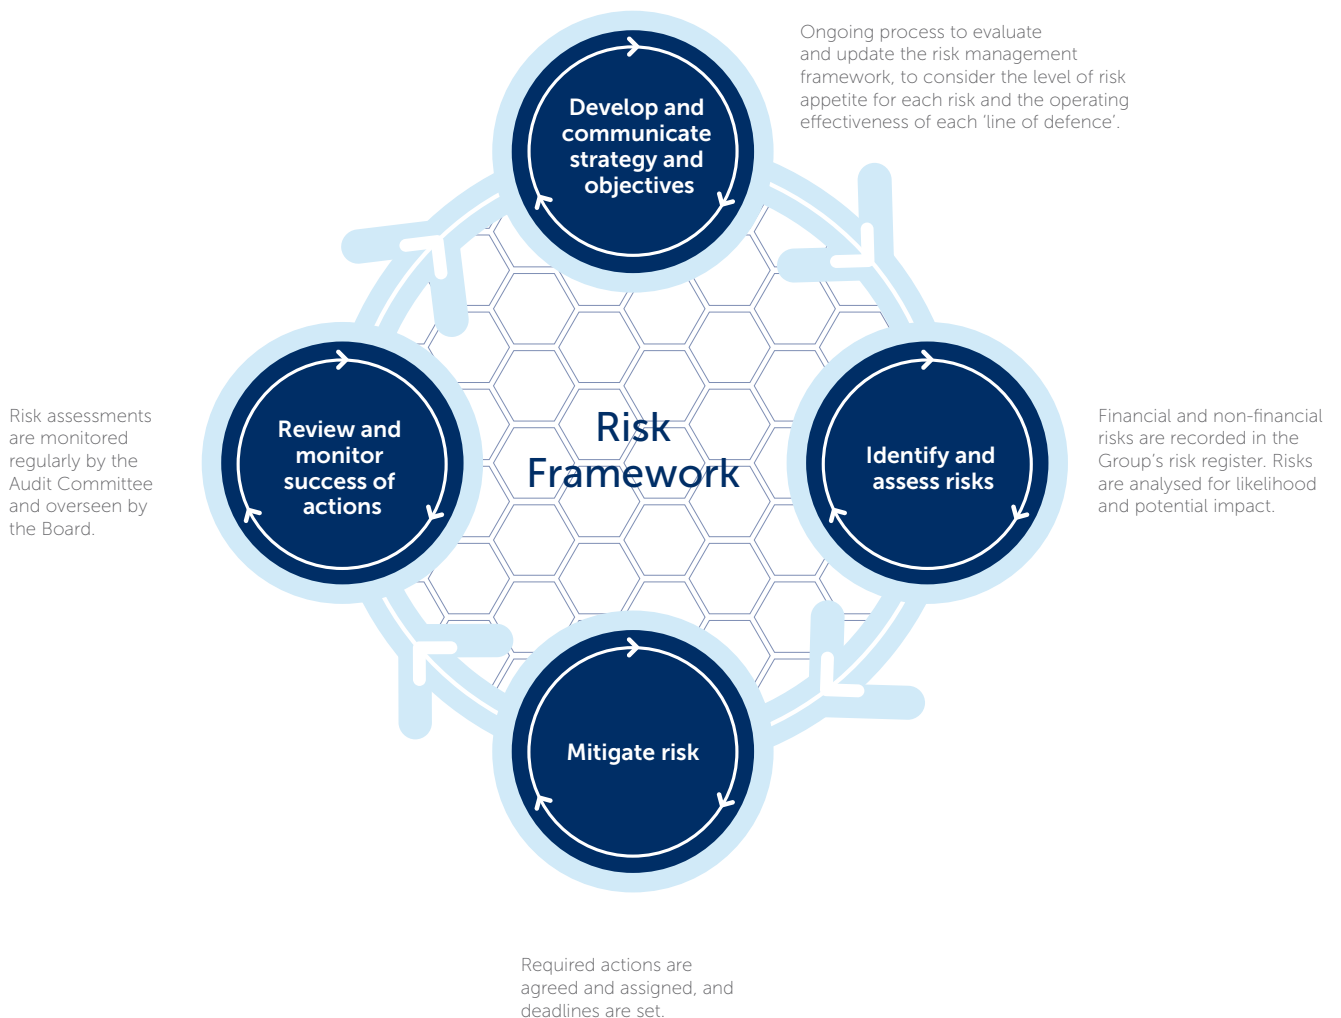 Ongoing process to evaluate
and update the risk management
framework, to consider the level of risk
appetite for each risk and the operating
effectiveness of each ‘line of defence’.
Develop and
communicate
strategy and
objectives
Risk assessments
are monitored
regularly by the
Audit Committee
and overseen by
the Board.
Review and
monitor
success of
actions
Risk
Framework
Identify and
assess risks
Financial and non-financial
risks are recorded in the
Group’s risk register. Risks
are analysed for likelihood
and potential impact.
Mitigate risk
Required actions are
agreed and assigned, and
deadlines are set.